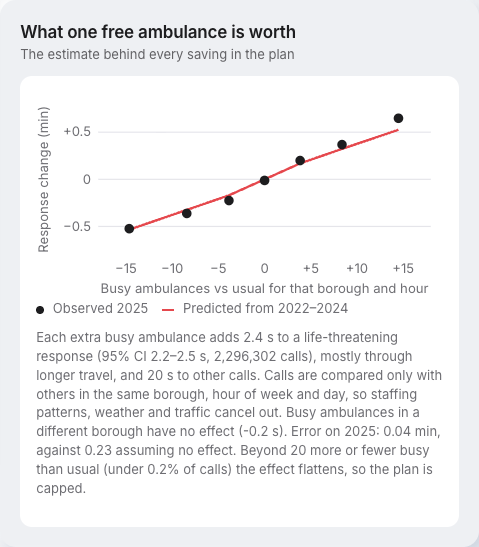 What one free ambulance is worth
The estimate behind every saving in the plan
Response change (min)
+0.5
0
−0.5
−15 −10 −5 0 +5 +10 +15
Busy ambulances vs usual for that borough and hour
Observed 2025 Predicted from 2022–2024
Each extra busy ambulance adds 2.4 s to a life-threatening
response (95% CI 2.2–2.5 s, 2,296,302 calls), mostly through
longer travel, and 20 s to other calls. Calls are compared only with
others in the same borough, hour of week and day, so staffing
patterns, weather and traffic cancel out. Busy ambulances in a
different borough have no effect (-0.2 s). Error on 2025: 0.04 min,
against 0.23 assuming no effect. Beyond 20 more or fewer busy
than usual (under 0.2% of calls) the effect flattens, so the plan is
capped.